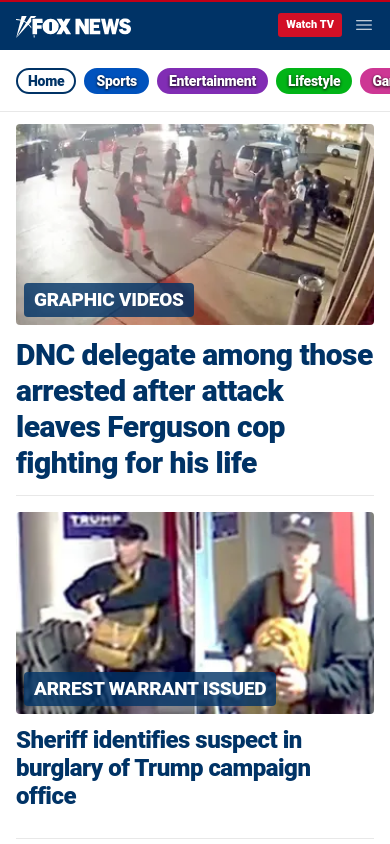 FOX NEWS
Watch TV
Home
Sports
Entertainment
Lifestyle
Ga
GRAPHIC VIDEOS
DNC delegate among those
arrested after attack
leaves Ferguson cop
fighting for his life
TRUMP
ARREST WARRANT ISSUED
Sheriff identifies suspect in
burglary of Trump campaign
office